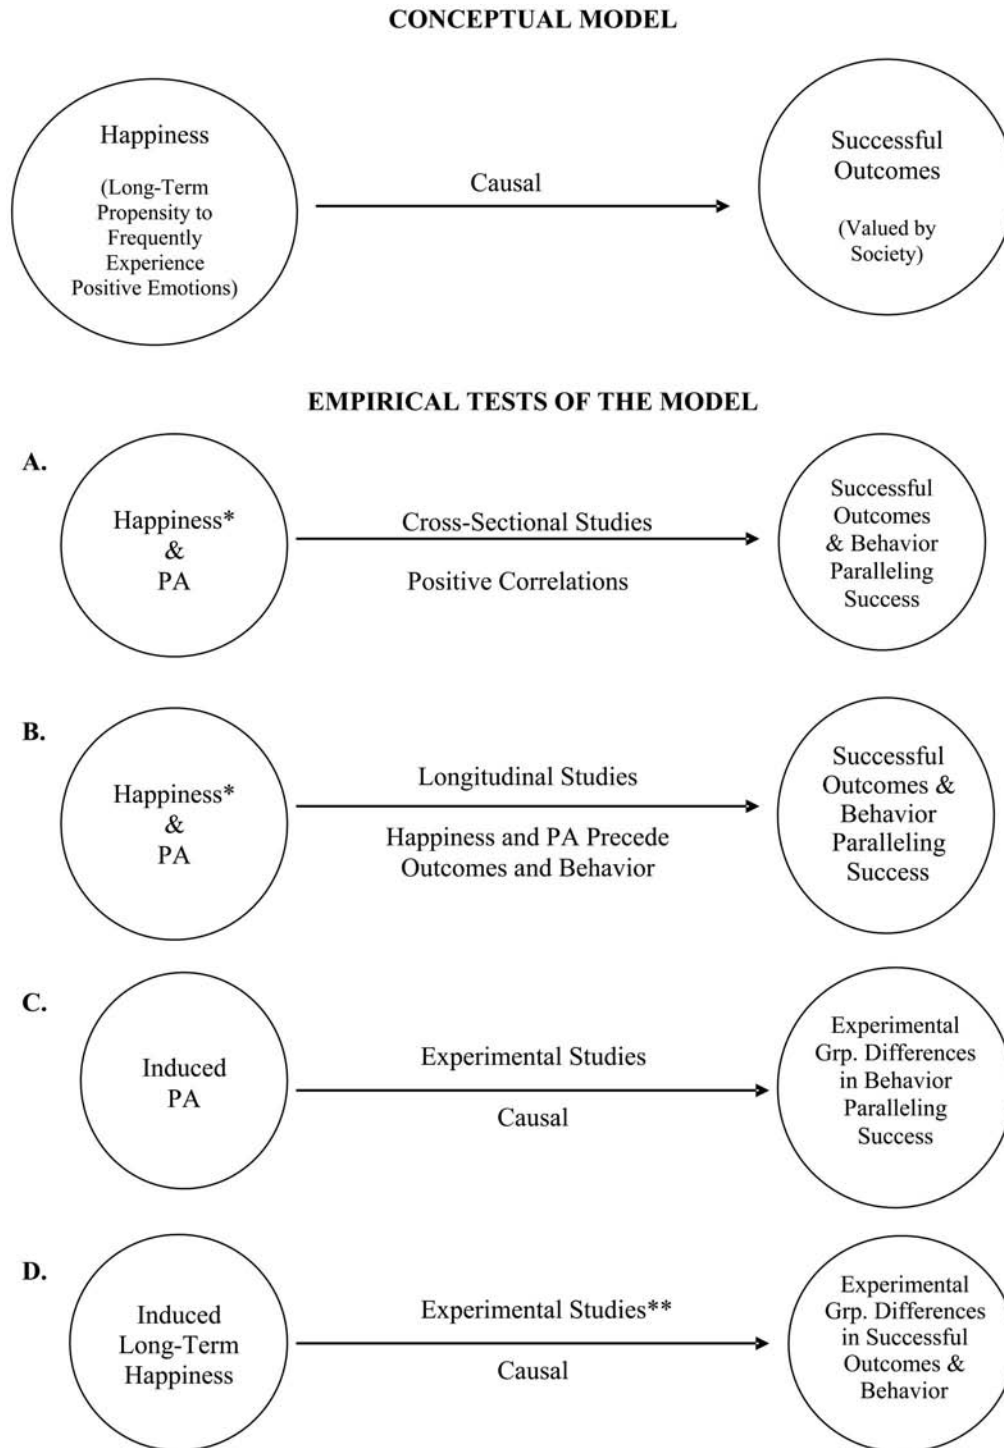 CONCEPTUAL MODEL
Happiness
(Long-Term
Propensity to
Frequently
Experience
Positive Emotions)
Causal
Successful
Outcomes
(Valued by
Society)
EMPIRICAL TESTS OF THE MODEL
A.
Happiness*
&
PA
Cross-Sectional Studies
Positive Correlations
Successful
Outcomes
& Behavior
Paralleling
Success
B.
Happiness*
&
PA
Longitudinal Studies
Happiness and PA Precede
Outcomes and Behavior
Successful
Outcomes &
Behavior
Paralleling
Success
C.
Induced
PA
Experimental Studies
Causal
Experimental
Grp. Differences
in Behavior
Paralleling
Success
D.
Induced
Long-Term
Happiness
Experimental Studies**
Causal
Experimental
Grp. Differences
in Successful
Outcomes &
Behavior